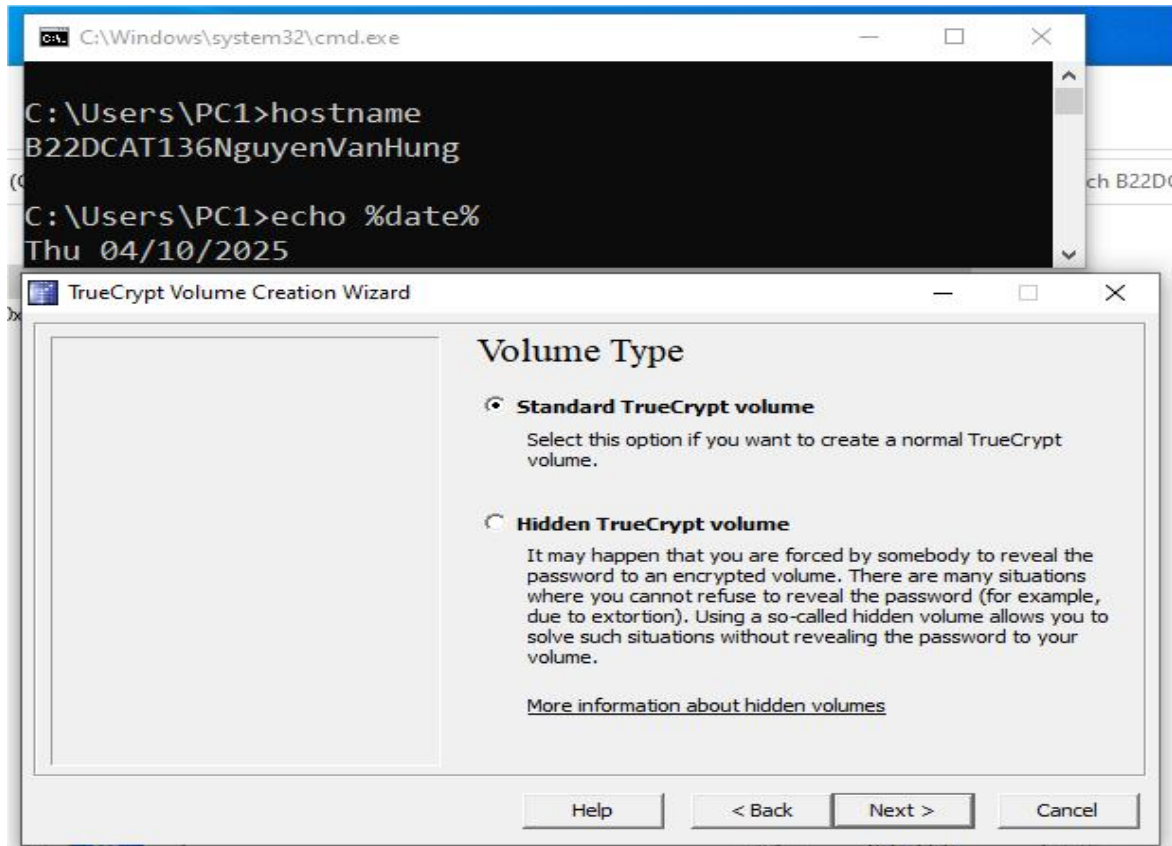 C:\Windows\system32\cmd.exe
C:\Users\PC1>hostname
B22DCAT136NguyenVanHung
C:\Users\PC1>echo %date%
Thu 04/10/2025
TrueCrypt Volume Creation Wizard
Volume Type
Standard TrueCrypt volume
Select this option if you want to create a normal TrueCrypt
volume.
Hidden TrueCrypt volume
It may happen that you are forced by somebody to reveal the
password to an encrypted volume. There are many situations
where you cannot refuse to reveal the password (for example,
due to extortion). Using a so-called hidden volume allows you to
solve such situations without revealing the password to your
volume.
More information about hidden volumes
Help
< Back
Next >
Cancel